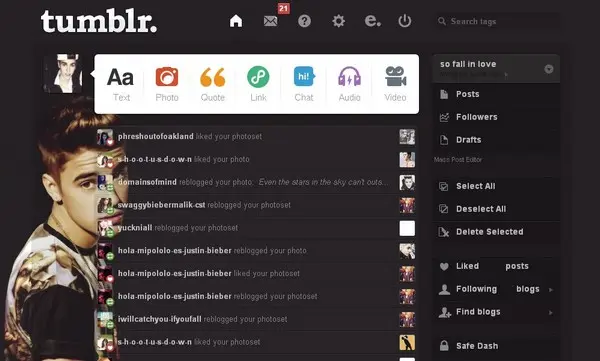 tumblr.
21
Search tags
Aa
hi!
Text
Photo
Quote
Link
Chat
Audio
Video
phreshoutofoakland liked your photoset
s-h-o-o-t-u-s-d-o-w-n liked your photo
domainsofmind reblogged your photo: Even the stars in the sky can't outs...
swaggybiebermalik-cst reblogged your photoset
yuckniall reblogged your photoset
hola-mipololo-es-justin-bieber reblogged your photo
hola-mipololo-es-justin-bieber liked your photoset
hola-mipololo-es-justin-bieber reblogged your photoset
iwillcatchyou-ifyoufall reblogged your photoset
s-h-o-o-t-u-s-d-o-w-n liked your photoset
so fall in love
Posts
Followers
Drafts
Mass Post Editor
Select All
Deselect All
Delete Selected
Liked posts
Following blogs
Find blogs
Safe Dash